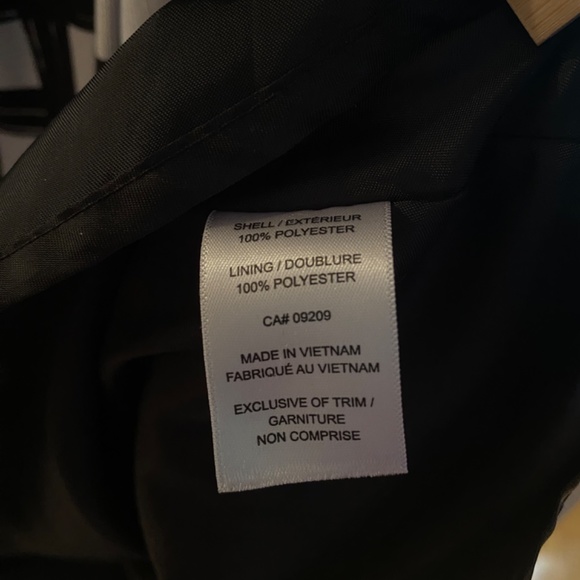 SHELL / EXTÉRIEUR
100% POLYESTER
LINING / DOUBLURE
100% POLYESTER
CA# 09209
MADE IN VIETNAM
FABRIQUÉ AU VIETNAM
EXCLUSIVE OF TRIM /
GARNITURE
NON COMPRISE